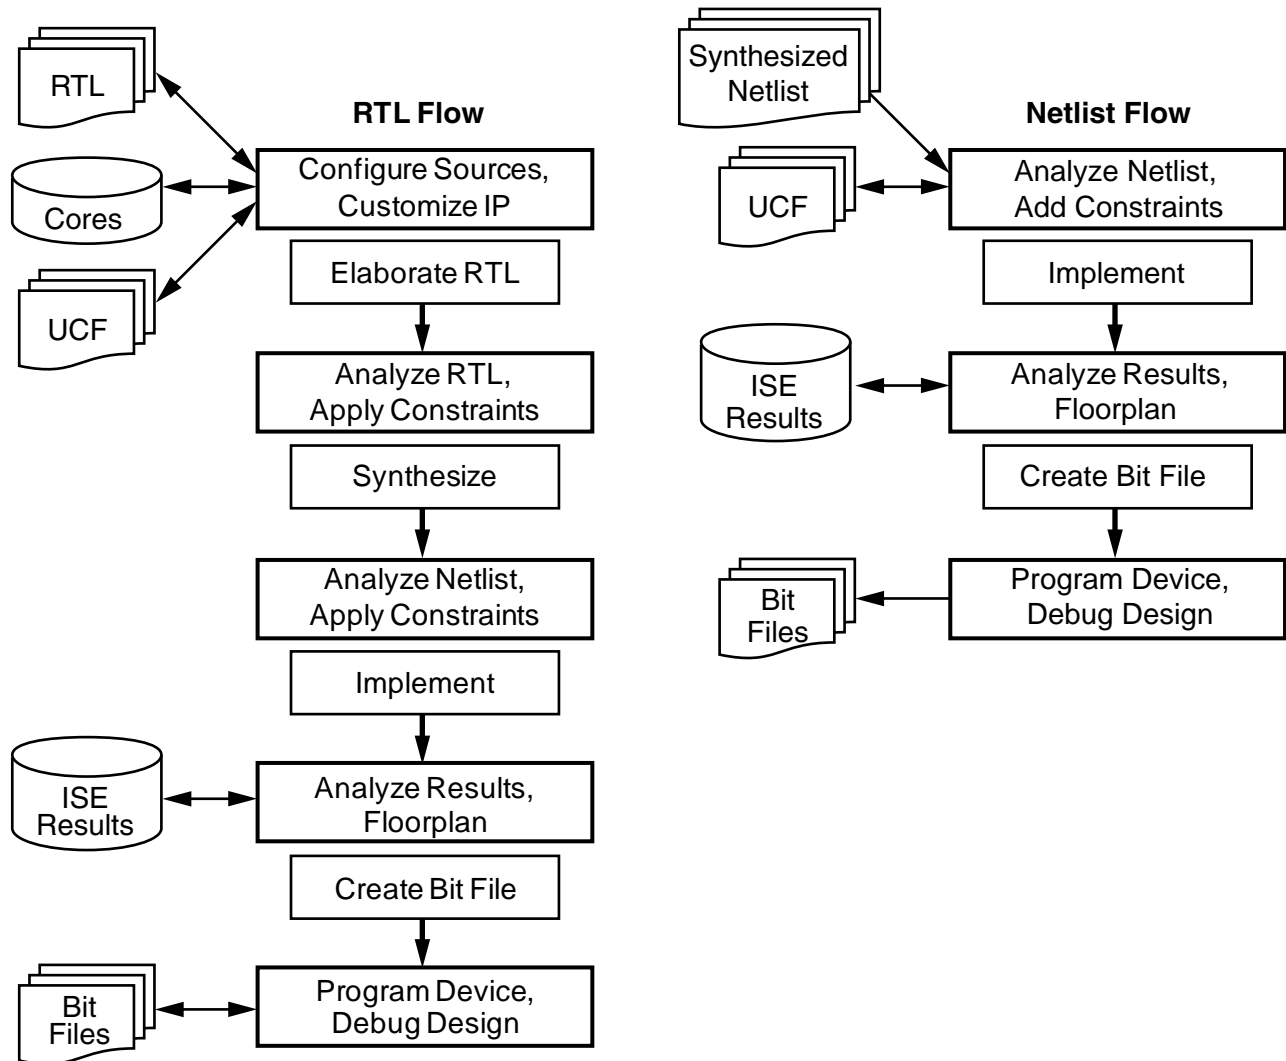 RTL
RTL Flow
Configure Sources,
Customize IP
Cores
Elaborate RTL
UCF
Analyze RTL,
Apply Constraints
Synthesize
Analyze Netlist,
Apply Constraints
Implement
ISE
Results
Analyze Results,
Floorplan
Create Bit File
Bit
Files
Program Device,
Debug Design
Synthesized
Netlist
Netlist Flow
Analyze Netlist,
Add Constraints
UCF
Implement
ISE
Results
Analyze Results,
Floorplan
Create Bit File
Bit
Files
Program Device,
Debug Design